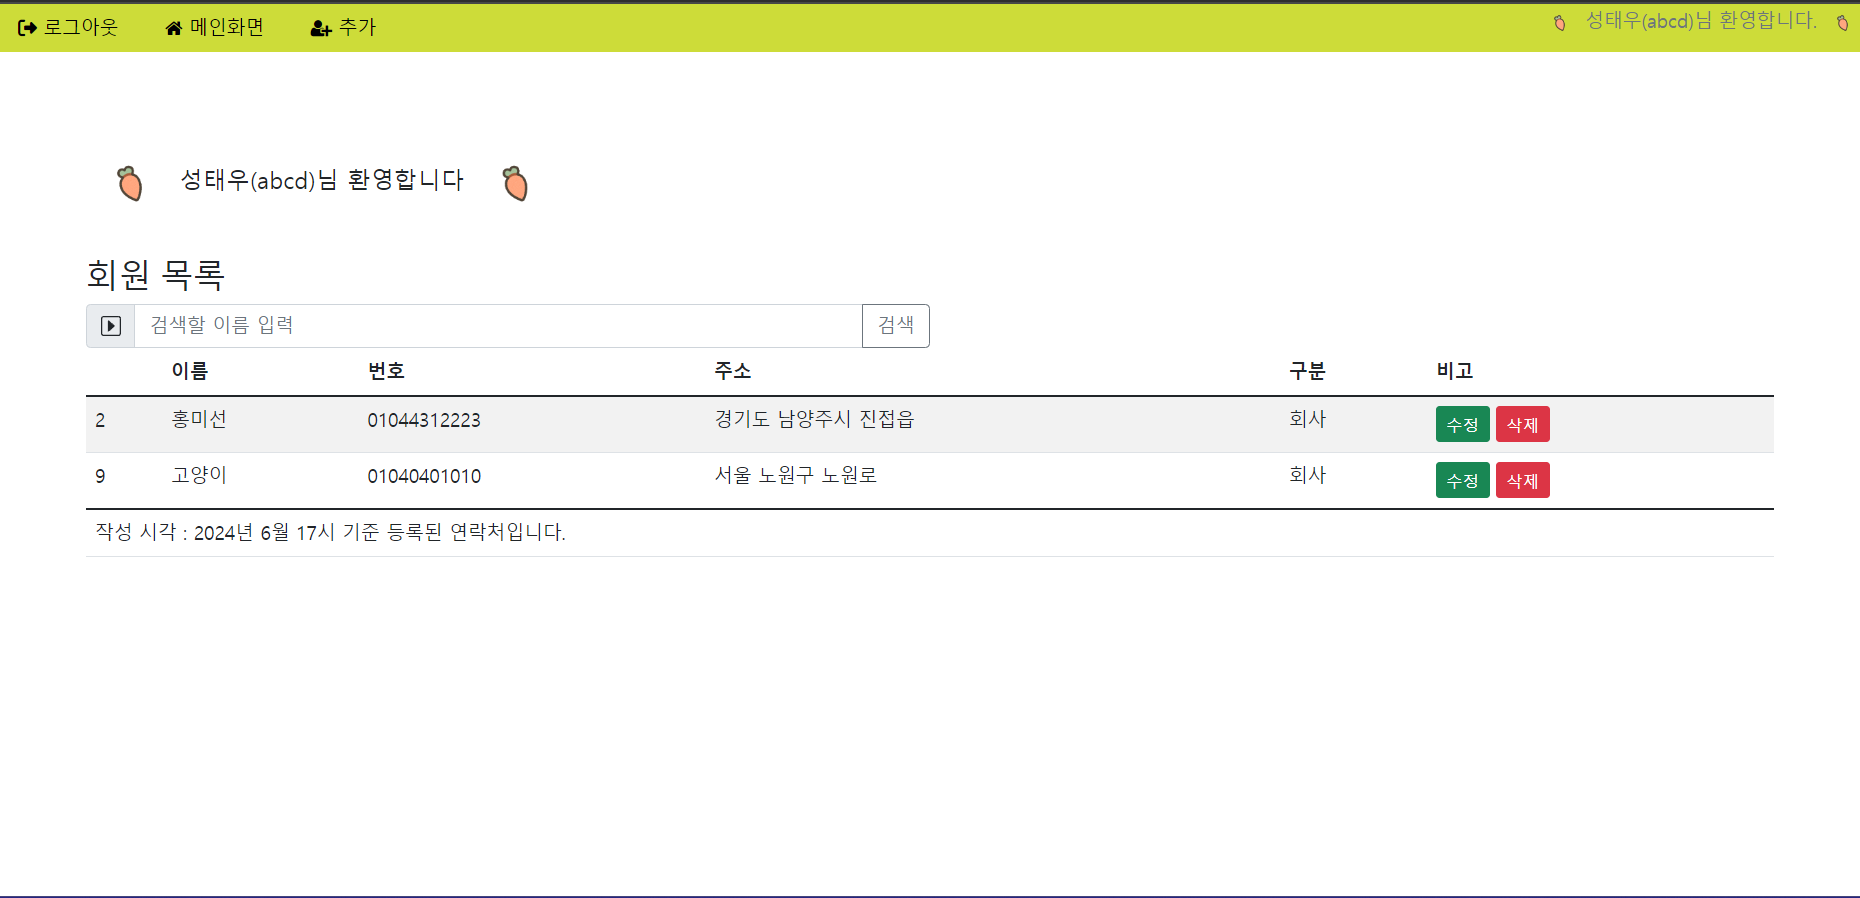 로그아웃 메인화면 추가 성태우(abcd)님 환영합니다.
성태우(abcd)님 환영합니다
회원 목록
검색할 이름 입력 검색
이름 번호 주소 구분 비고
2 홍미선 01044312223 경기도 남양주시 진접읍 회사 수정 삭제
9 고양이 01040401010 서울 노원구 노원로 회사 수정 삭제
작성 시각 : 2024년 6월 17시 기준 등록된 연락처입니다.